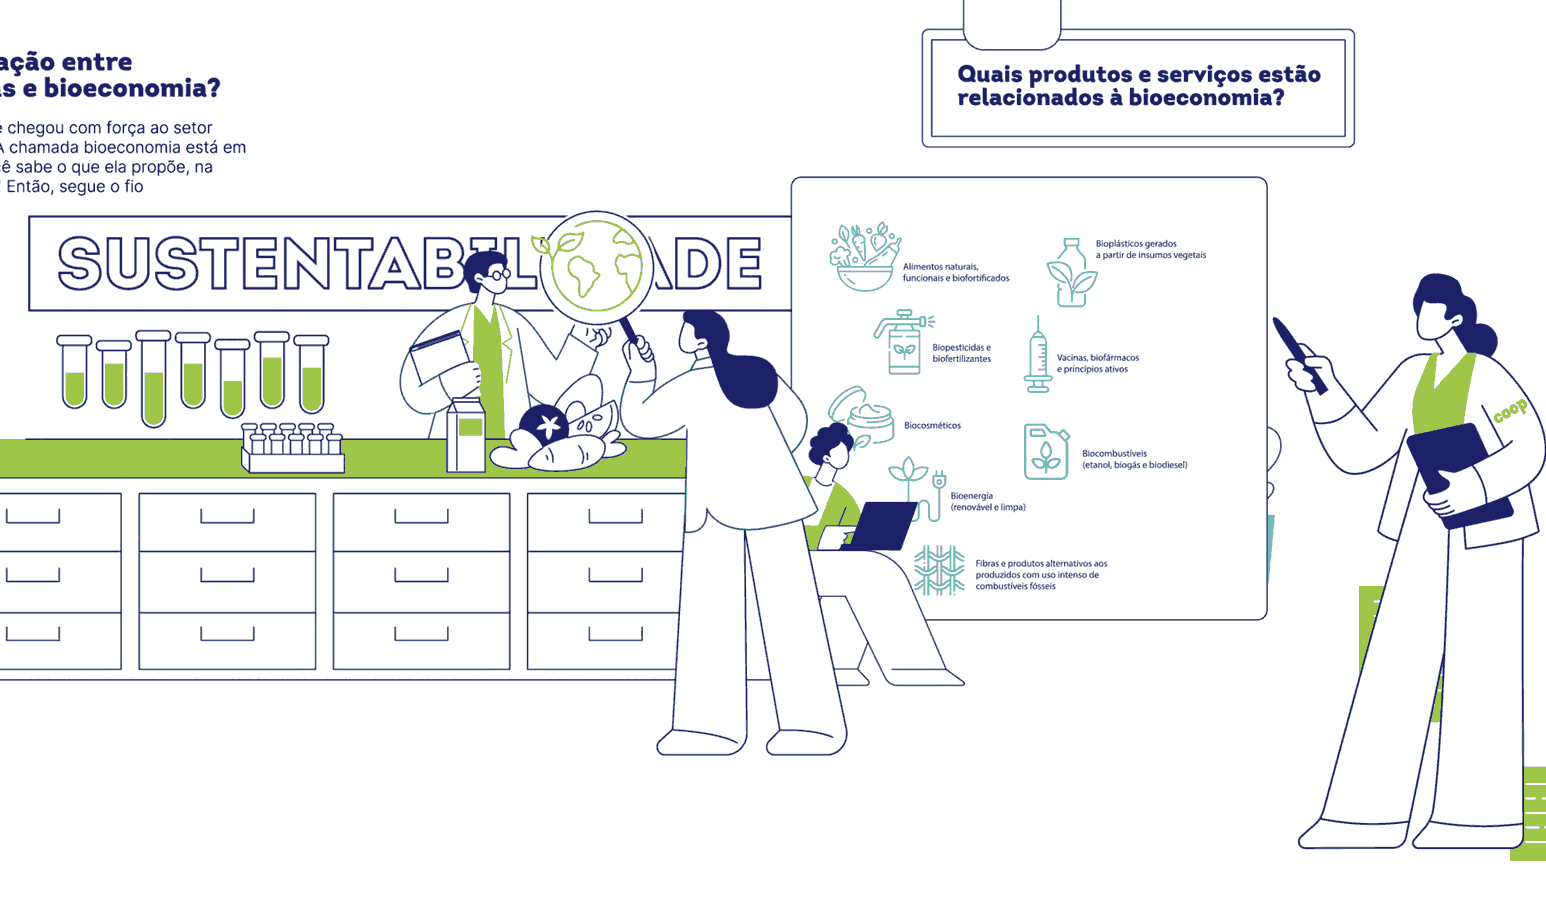 ação entre
s e bioeconomia?
e chegou com força ao setor
A chamada bioeconomia está em
cê sabe o que ela propõe, na
! Então, segue o fio
SUSTENTABIL ADE
Quais produtos e serviços estão
relacionados à bioeconomia?
Alimentos naturais,
funcionais e biofortificados
Bioplásticos gerados
a partir de insumos vegetais
Biopesticidas e
biofertilizantes
Vacinas, biofármacos
e princípios ativos
Biocosméticos
Biocombustíveis
(etanol, biogás e biodiesel)
Bioenergia
(renovável e limpa)
Fibras e produtos alternativos aos
produzidos com uso intenso de
combustíveis fósseis
coop